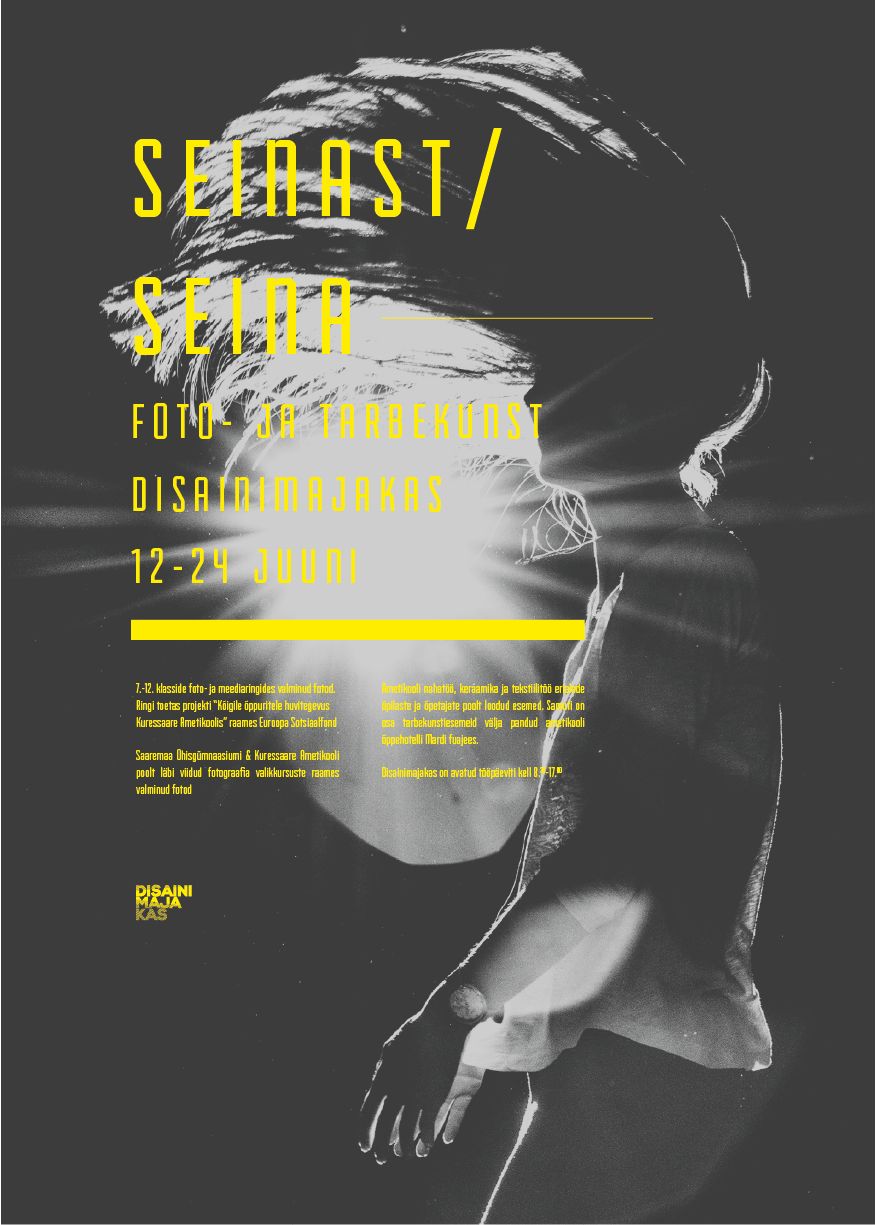 SEINAST/
SEINA
FOTO- JA TARBEKUNST
DISAINIMAJAKAS
12-24 JUUNI
7.-12. klasside foto- ja meediaringides valminud fotod.
Ringi toetas projekti "Kõigile õppuritele huvitegevus
Kuressaare Ametikoolis" raames Euroopa Sotsiaalfond
Saaremaa Ühisgümnaasiumi & Kuressaare Ametikooli
poolt läbi viidud fotograafia valikkursuste raames
valminud fotod
Ametikooli nahatöö, keraamika ja tekstiilitöö erialade
õpilaste ja õpetajate poolt loodud esemed. Samuti on
osa tarbekunstiesemeid välja pandud ametikooli
õppehotelli Mardi fuajees.
Disainimajakas on avatud tööpäeviti kell 8.-17.
DISAINI
MAJA
KAS